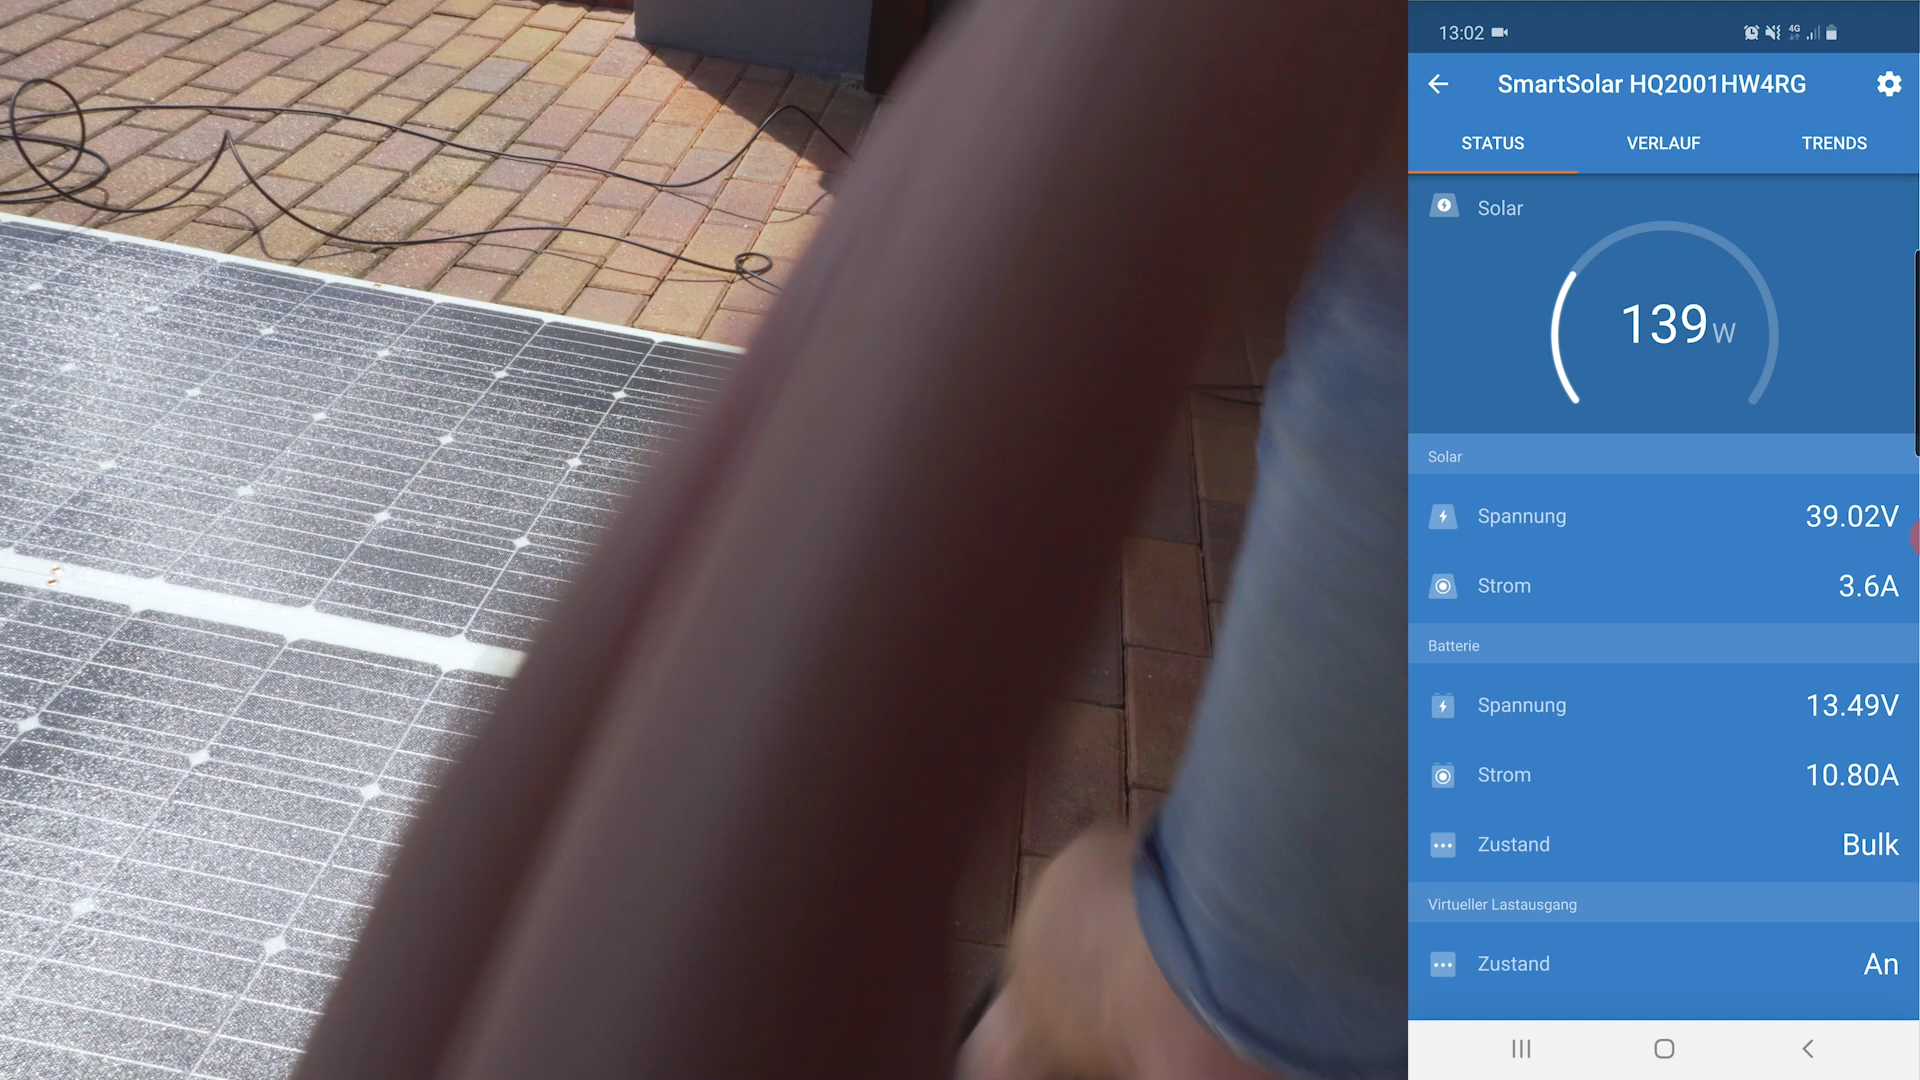 13:02
4G
SmartSolar HQ2001HW4RG
STATUS VERLAUF TRENDS
Solar
139W
Solar
Spannung 39.02V
Strom 3.6A
Batterie
Spannung 13.49V
Strom 10.80A
Zustand Bulk
Virtueller Lastausgang
Zustand An